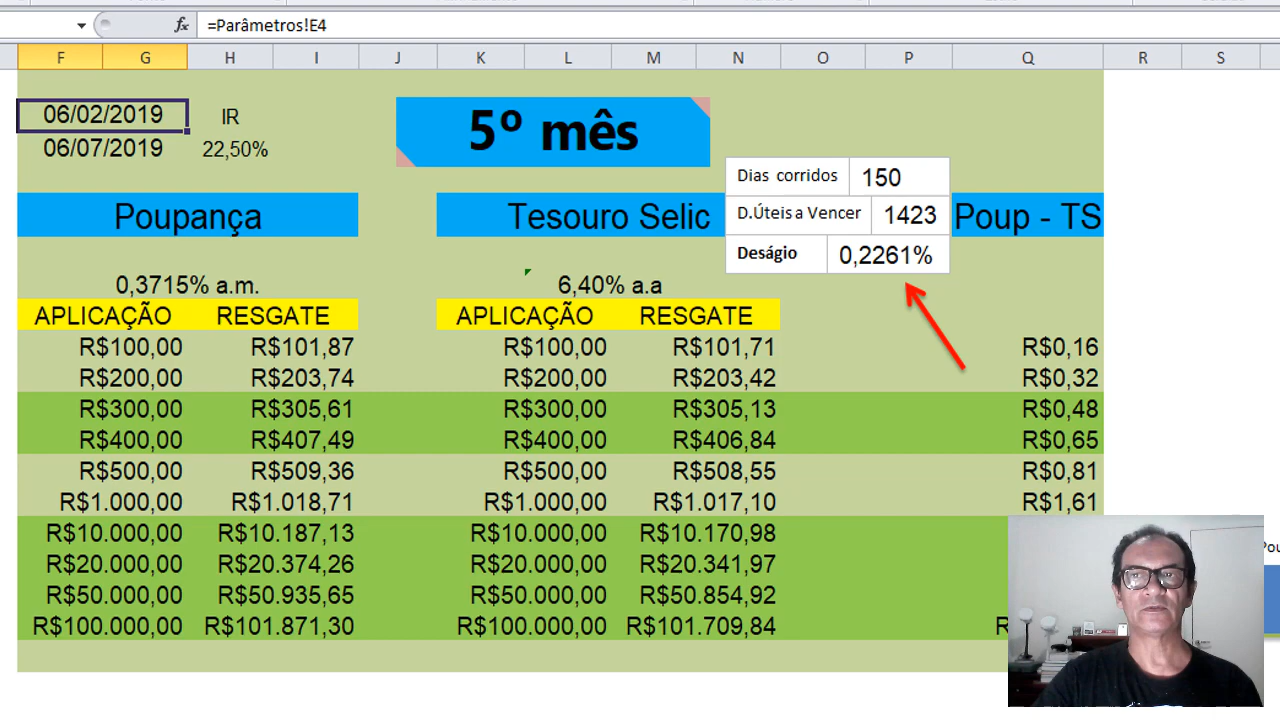 =Parâmetros!E4
F G H I J K L M N O P Q R S
06/02/2019 IR
06/07/2019 22,50%
5º mês
Dias corridos 150
D.Úteis a Vencer 1423
Deságio 0,2261%
Poupança Tesouro Selic Poup - TS
0,3715% a.m. 6,40% a.a
APLICAÇÃO RESGATE APLICAÇÃO RESGATE
R$100,00 R$101,87 R$100,00 R$101,71 R$0,16
R$200,00 R$203,74 R$200,00 R$203,42 R$0,32
R$300,00 R$305,61 R$300,00 R$305,13 R$0,48
R$400,00 R$407,49 R$400,00 R$406,84 R$0,65
R$500,00 R$509,36 R$500,00 R$508,55 R$0,81
R$1.000,00 R$1.018,71 R$1.000,00 R$1.017,10 R$1,61
R$10.000,00 R$10.187,13 R$10.000,00 R$10.170,98
R$20.000,00 R$20.374,26 R$20.000,00 R$20.341,97
R$50.000,00 R$50.935,65 R$50.000,00 R$50.854,92
R$100.000,00 R$101.871,30 R$100.000,00 R$101.709,84